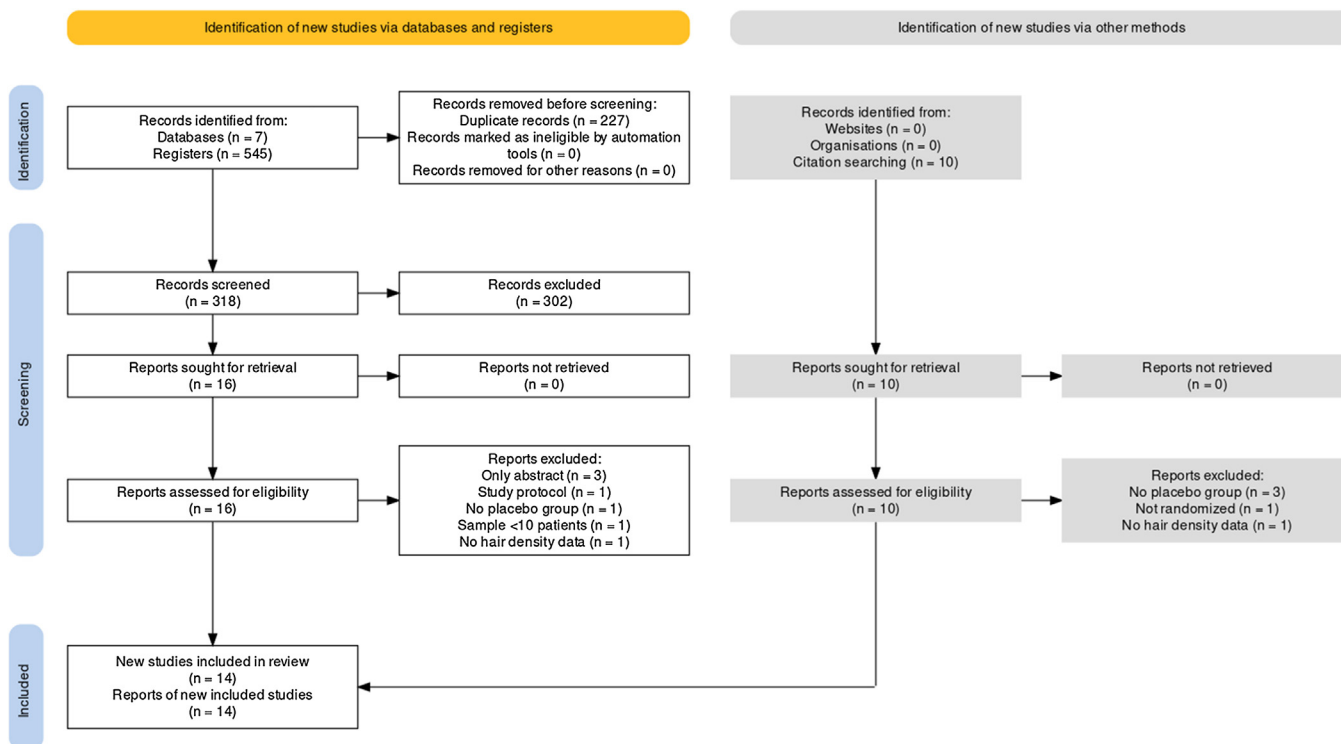 Identification of new studies via databases and registers
Identification of new studies via other methods
Identification
Records identified from:
Databases (n = 7)
Registers (n = 545)
Records removed before screening:
Duplicate records (n = 227)
Records marked as ineligible by automation
tools (n = 0)
Records removed for other reasons (n = 0)
Records identified from:
Websites (n = 0)
Organisations (n = 0)
Citation searching (n = 10)
Screening
Records screened
(n = 318)
Records excluded
(n = 302)
Reports sought for retrieval
(n = 16)
Reports not retrieved
(n = 0)
Reports sought for retrieval
(n = 10)
Reports not retrieved
(n = 0)
Reports assessed for eligibility
(n = 16)
Reports excluded:
Only abstract (n = 3)
Study protocol (n = 1)
No placebo group (n = 1)
Sample <10 patients (n = 1)
No hair density data (n = 1)
Reports assessed for eligibility
(n = 10)
Reports excluded:
No placebo group (n = 3)
Not randomized (n = 1)
No hair density data (n = 1)
Included
New studies included in review
(n = 14)
Reports of new included studies
(n = 14)